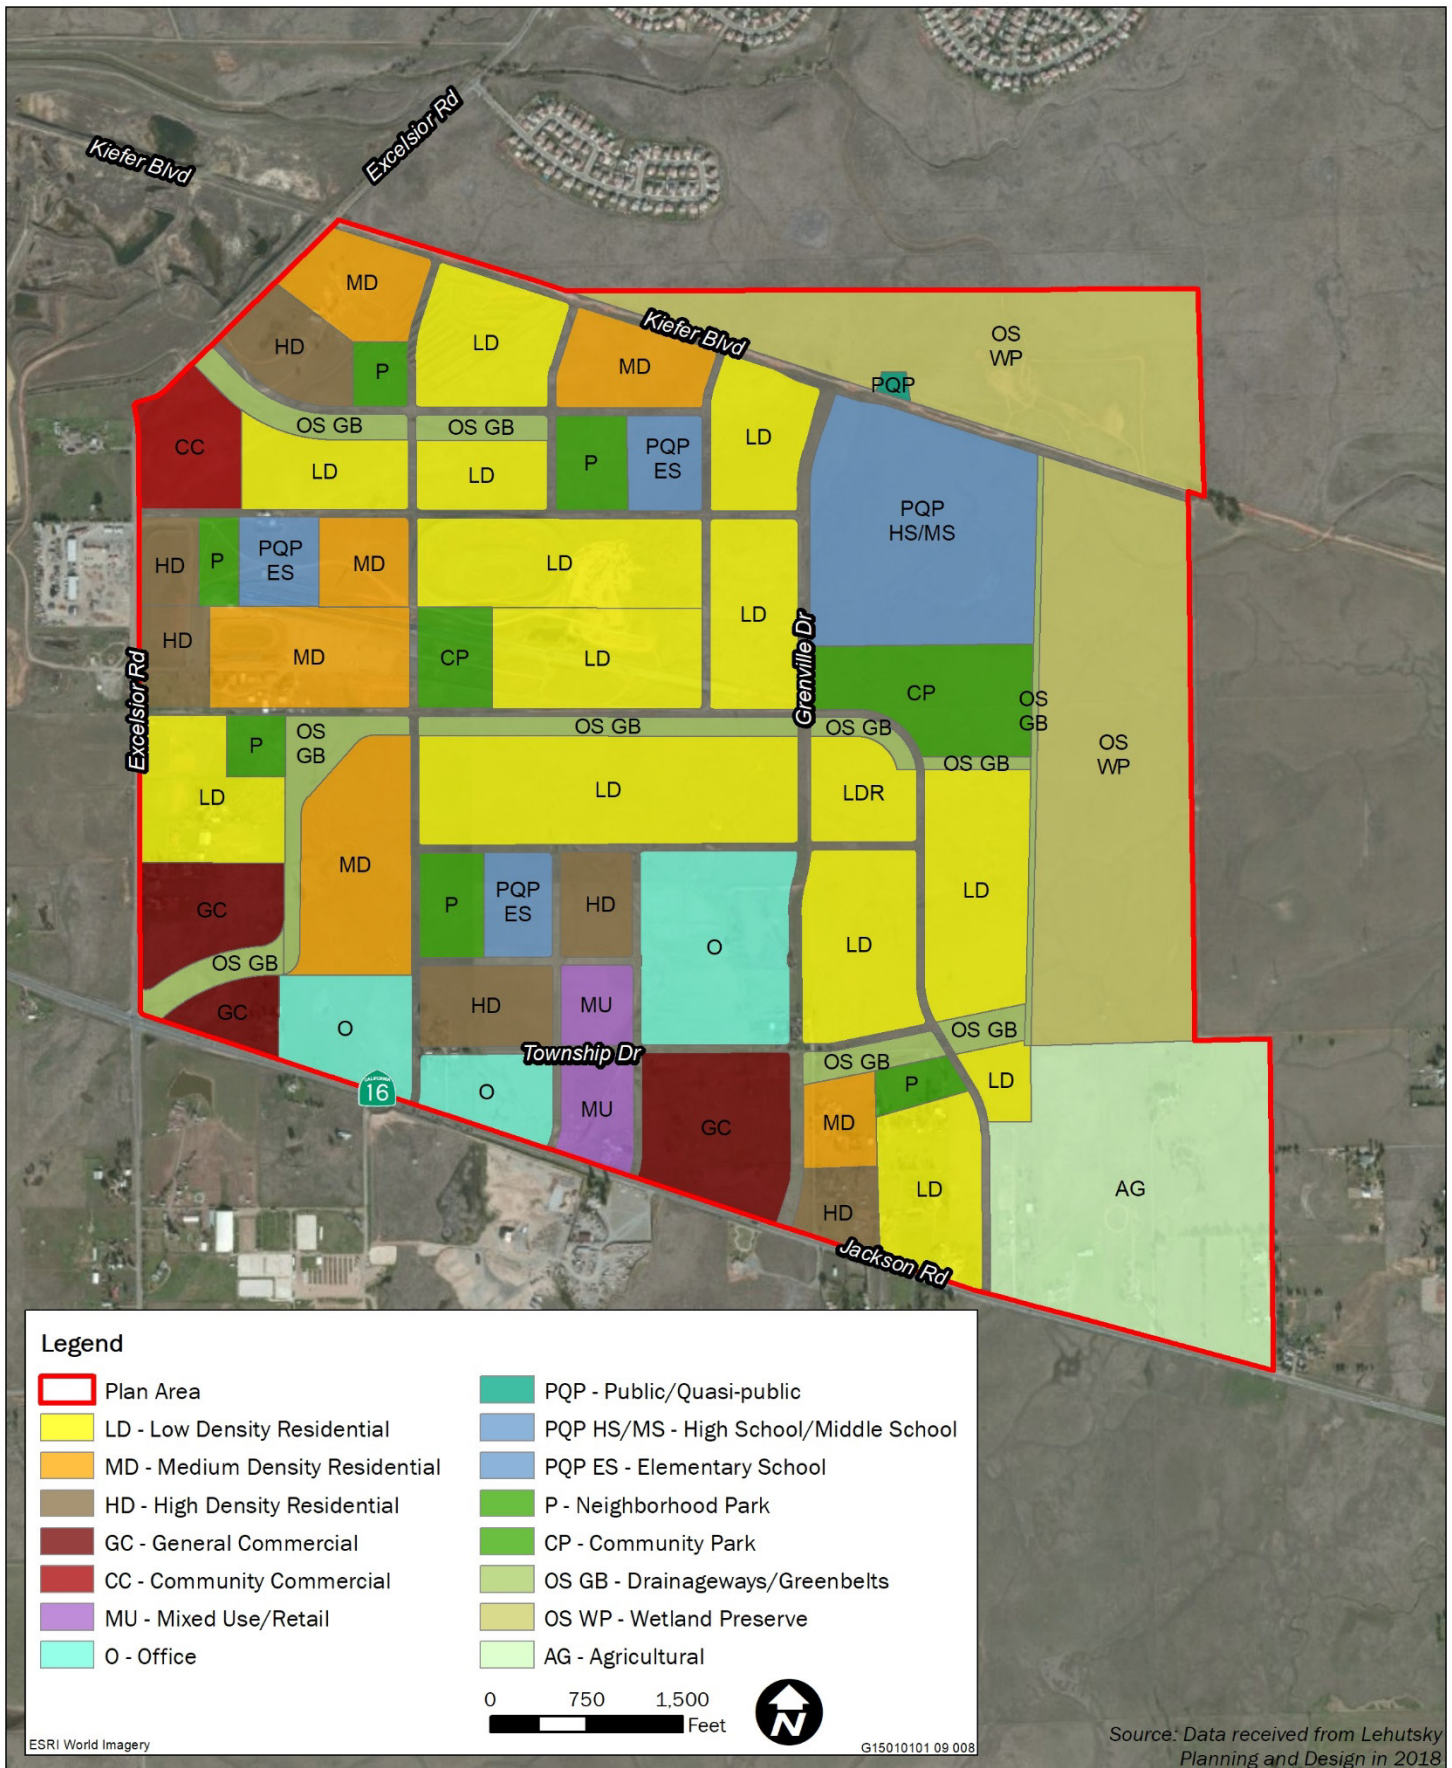 Excelsior Rd
Kiefer Blvd
MD
OS
WP
Kiefer Blvd
HD
LD
MD
P
PQP
OS GB
OS GB
LD
CC
LD
LD
P
PQP
ES
PQP
HS/MS
HD
P
PQP
ES
MD
LD
LD
HD
MD
CP
LD
Grenville Dr
Excelsior Rd
CP
OS
GB
P
OS
GB
OS GB
OS GB
OS GB
OS
WP
LD
LD
LDR
MD
P
PQP
ES
HD
LD
GC
O
LD
OS GB
GC
O
HD
MU
OS GB
Township Dr
OS GB
CALIFORNIA
16
O
MU
GC
MD
P
LD
HD
LD
AG
Jackson Rd
Legend
Plan Area
LD - Low Density Residential
MD - Medium Density Residential
HD - High Density Residential
GC - General Commercial
CC - Community Commercial
MU - Mixed Use/Retail
O - Office
PQP - Public/Quasi-public
PQP HS/MS - High School/Middle School
PQP ES - Elementary School
P - Neighborhood Park
CP - Community Park
OS GB - Drainageways/Greenbelts
OS WP - Wetland Preserve
AG - Agricultural
0 750 1,500
Feet
N
ESRI World Imagery
G15010101 09 008
Source: Data received from Lehutsky
Planning and Design in 2018